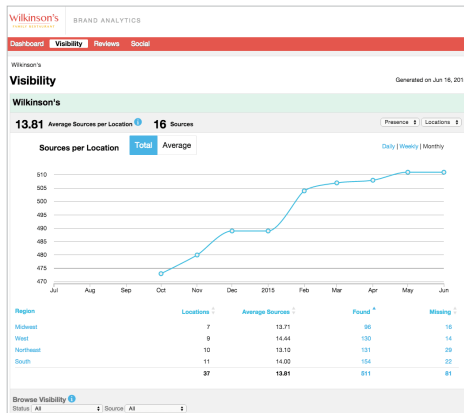 Wilkinson's
FAMILY RESTAURANT
BRAND ANALYTICS
Dashboard Visibility Reviews Social
Wilkinson's
Visibility
Generated on Jun 16, 201
Wilkinson's
13.81 Average Sources per Location i 16 Sources
Presence Locations
Sources per Location Total Average
Daily | Weekly | Monthly
510
505
500
495
490
485
480
475
470
Jul Aug Sep Oct Nov Dec 2015 Feb Mar Apr May Jun
Region Locations Average Sources Found Missing
Midwest 7 13.71 96 16
West 9 14.44 130 14
Northeast 10 13.10 131 29
South 11 14.00 154 22
37 13.81 511 81
Browse Visibility i
Status All Source All